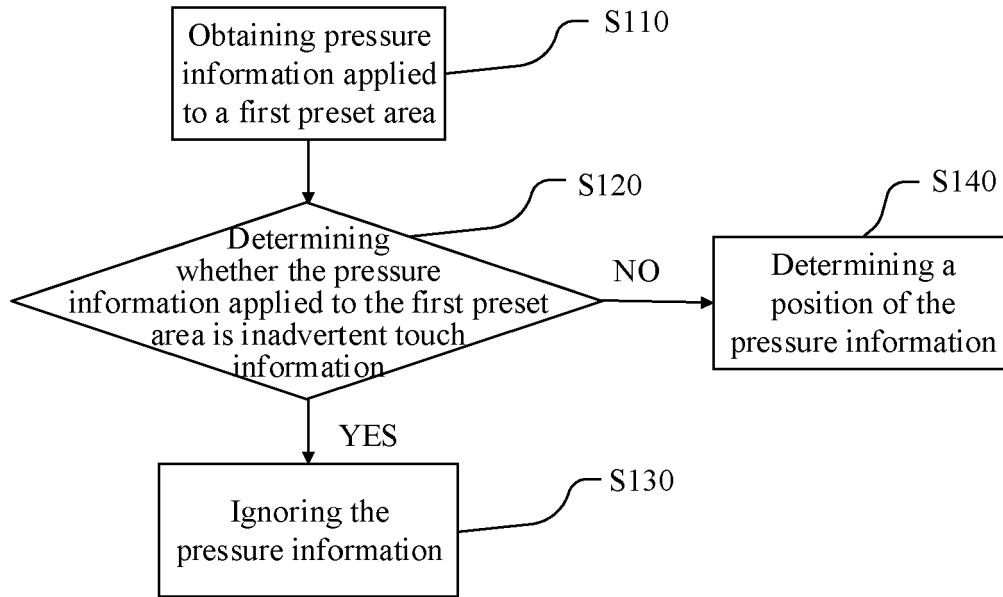 Obtaining pressure
information applied
to a first preset area
S110
Determining
whether the pressure
information applied to the first preset
area is inadvertent touch
information
S120
NO
Determining a
position of the
pressure information
S140
YES
Ignoring the
pressure information
S130